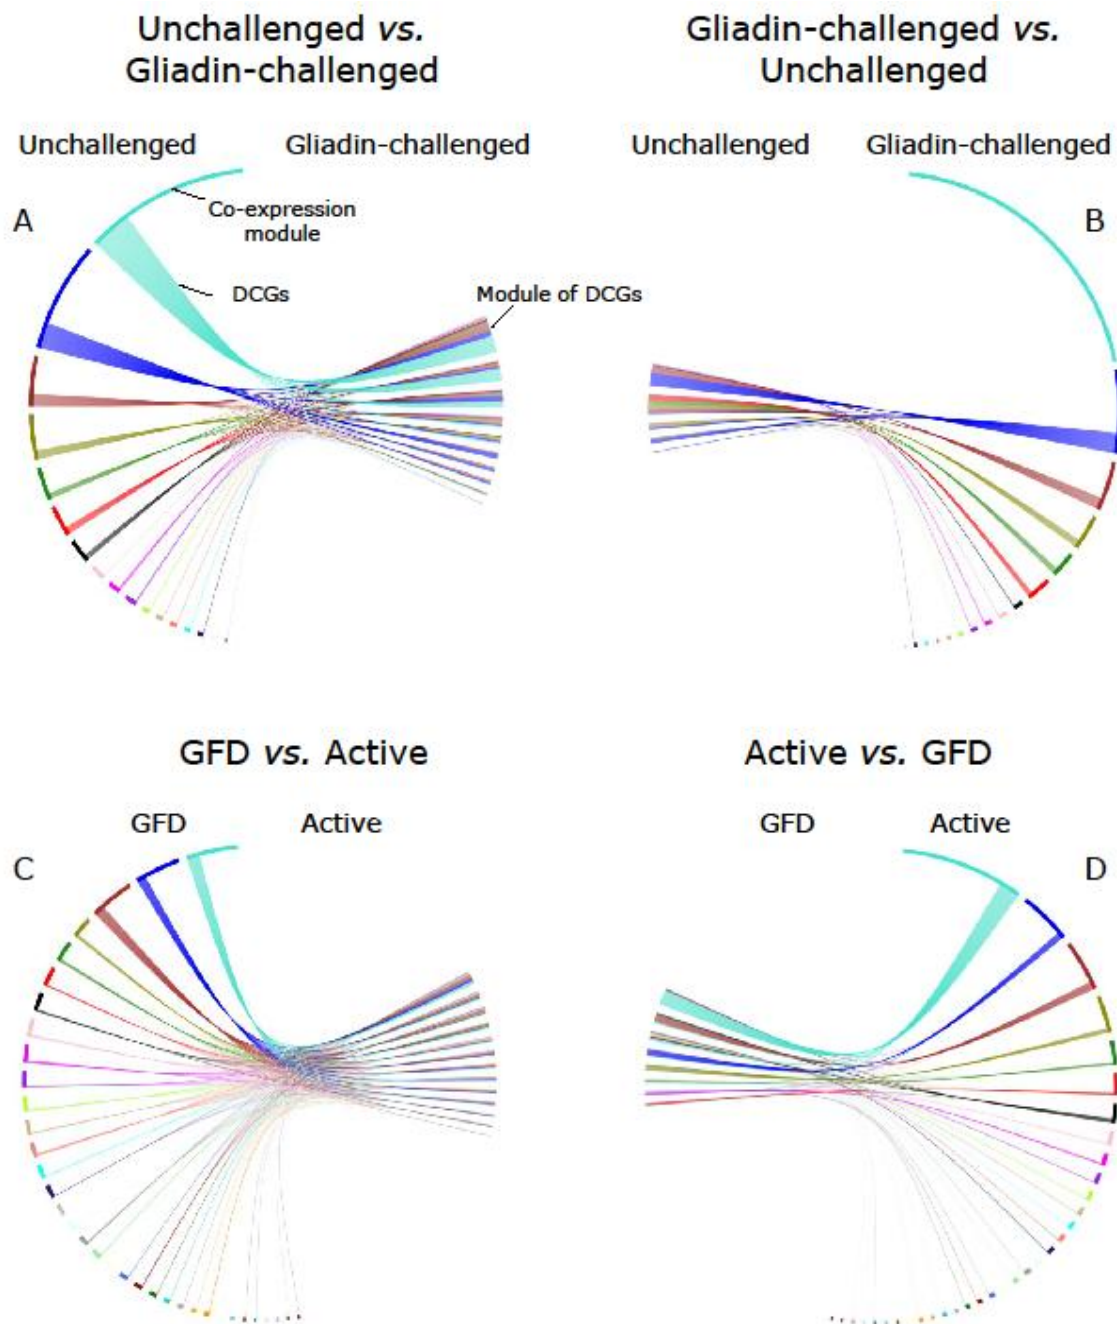 Unchallenged vs.
Gliadin-challenged
Gliadin-challenged vs.
Unchallenged
Unchallenged
Gliadin-challenged
Unchallenged
Gliadin-challenged
A
Co-expression
module
B
DCGs
Module of DCGs
GFD vs. Active
Active vs. GFD
GFD
Active
GFD
Active
C
D